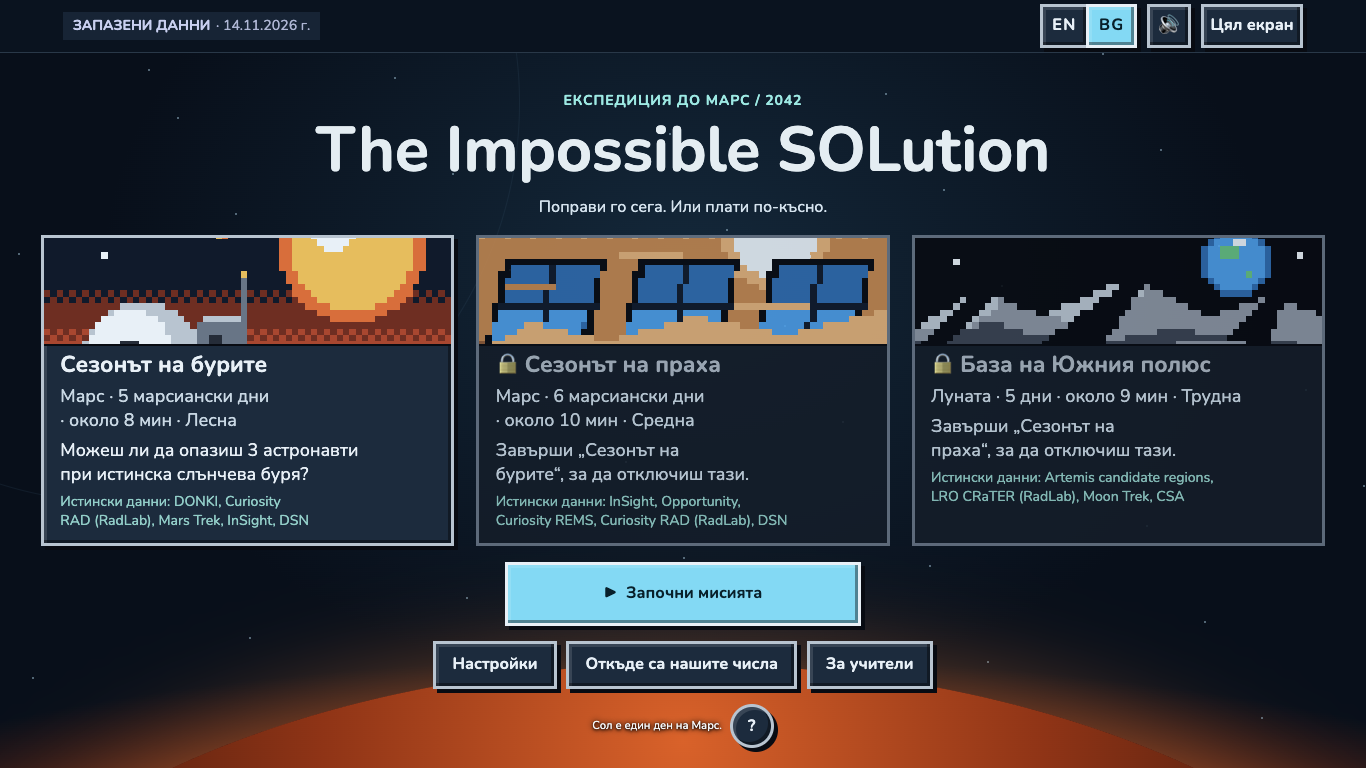 ЗАПАЗЕНИ ДАННИ · 14.11.2026 г.
EN
BG
Цял екран
ЕКСПЕДИЦИЯ ДО МАРС / 2042
The Impossible SOLution
Поправи го сега. Или плати по-късно.
Сезонът на бурите
Марс · 5 марсиански дни
· около 8 мин · Лесна
Можеш ли да опазиш 3 астронавти
при истинска слънчева буря?
Истински данни: DONKI, Curiosity
RAD (RadLab), Mars Trek, InSight, DSN
Сезонът на праха
Марс · 6 марсиански дни
· около 10 мин · Средна
Завърши „Сезонът на
бурите“, за да отключиш тази.
Истински данни: InSight, Opportunity,
Curiosity REMS, Curiosity RAD (RadLab), DSN
База на Южния полюс
Луната · 5 дни · около 9 мин · Трудна
Завърши „Сезонът на
праха“, за да отключиш тази.
Истински данни: Artemis candidate regions,
LRO CRaTER (RadLab), Moon Trek, CSA
Започни мисията
Настройки
Откъде са нашите числа
За учители
Сол е един ден на Марс.
?